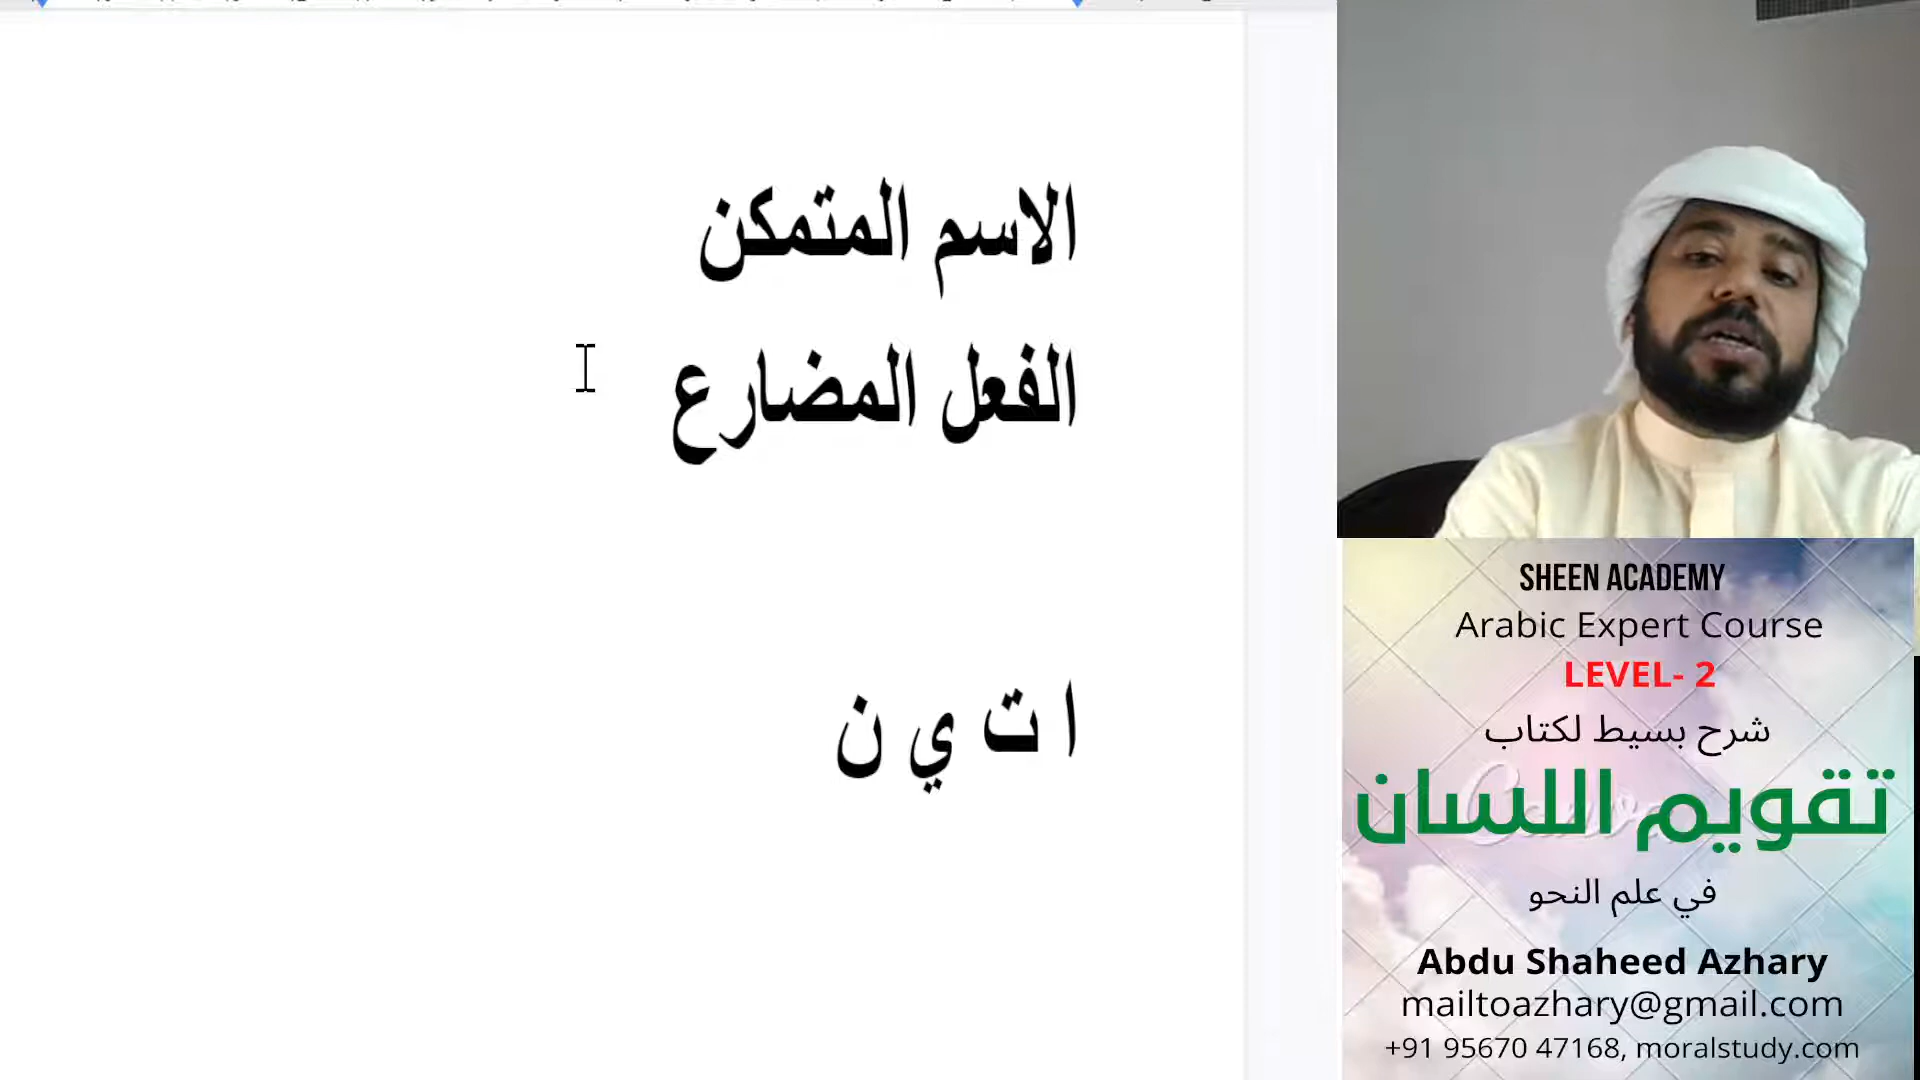 الاسم المتمكن
الفعل المضارع
ا ت ي ن
SHEEN ACADEMY
Arabic Expert Course
LEVEL- 2
شرح بسيط لكتاب
تقويم اللسان
في علم النحو
Abdu Shaheed Azhary
mailtoazhary@gmail.com
+91 95670 47168, moralstudy.com